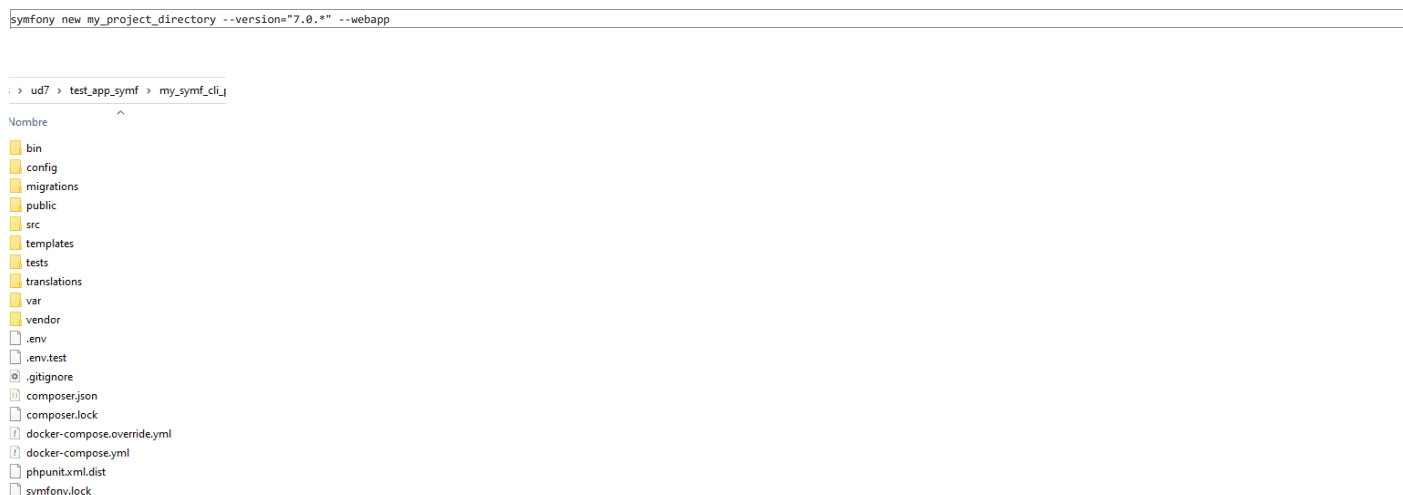 symfony new my_project_directory --version="7.0.*" --webapp
› ud7 › test_app_symf › my_symf_cli_
Nombre
bin
config
migrations
public
src
templates
tests
translations
var
vendor
.env
.env.test
.gitignore
composer.json
composer.lock
docker-compose.override.yml
docker-compose.yml
phpunit.xml.dist
symfony.lock